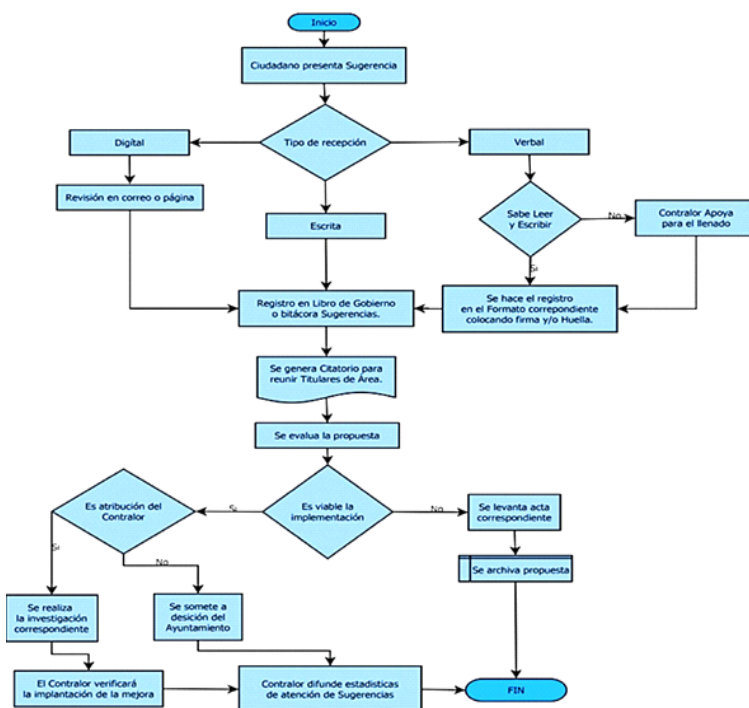 Inicio
Ciudadano presenta Sugerencia
Tipo de recepción
Digital
Verbal
Revisión en correo o página
Escrita
Sabe Leer
y Escribir
No
Contralor Apoya
para el llenado
Si
Registro en Libro de Gobierno
o bitácora Sugerencias.
Se hace el registro
en el Formato correpondiente
colocando firma y/o Huella.
Se genera Citatorio para
reunir Titulares de Área.
Se evalua la propuesta
Es viable la
implementación
Si
No
Es atribución del
Contralor
Se levanta acta
correspondiente
Si
No
Se archiva propuesta
Se realiza
la investigación
correspondiente
Se somete a
desición del
Ayuntamiento
El Contralor verificará
la implantación de la mejora
Contralor difunde estadisticas
de atención de Sugerencias
FIN